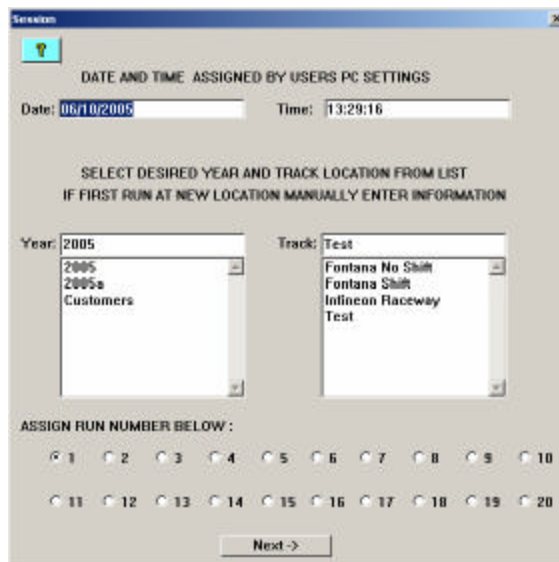 Session
?
DATE AND TIME ASSIGNED BY USERS PC SETTINGS
Date: 06/10/2005 Time: 13:29:16
SELECT DESIRED YEAR AND TRACK LOCATION FROM LIST
IF FIRST RUN AT NEW LOCATION MANUALLY ENTER INFORMATION
Year: 2005 Track: Test
2005 Fontana No Shift
2005a Fontana Shift
Customers Infineon Raceway
Test
ASSIGN RUN NUMBER BELOW :
1 2 3 4 5 6 7 8 9 10
11 12 13 14 15 16 17 18 19 20
Next ->